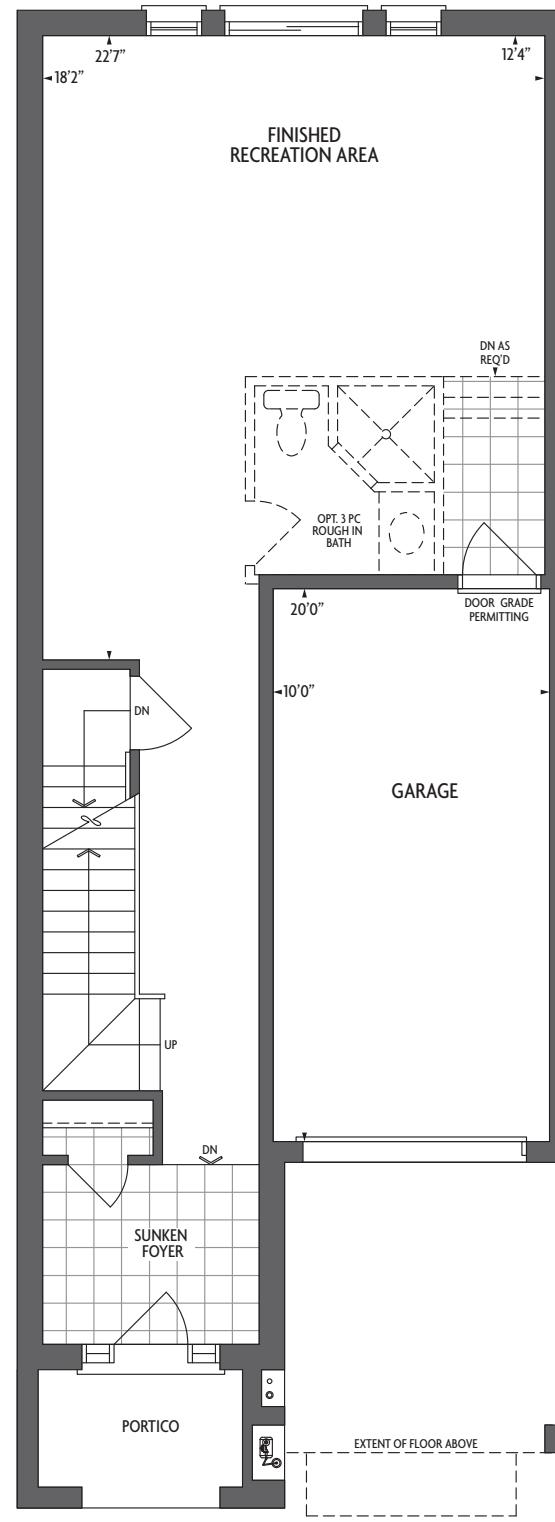 22'7"
12'4"
18'2"
FINISHED
RECREATION AREA
DN AS
REQ'D
OPT. 3 PC
ROUGH IN
BATH
20'0"
DOOR GRADE
PERMITTING
10'0"
DN
GARAGE
UP
DN
SUNKEN
FOYER
PORTICO
EXTENT OF FLOOR ABOVE